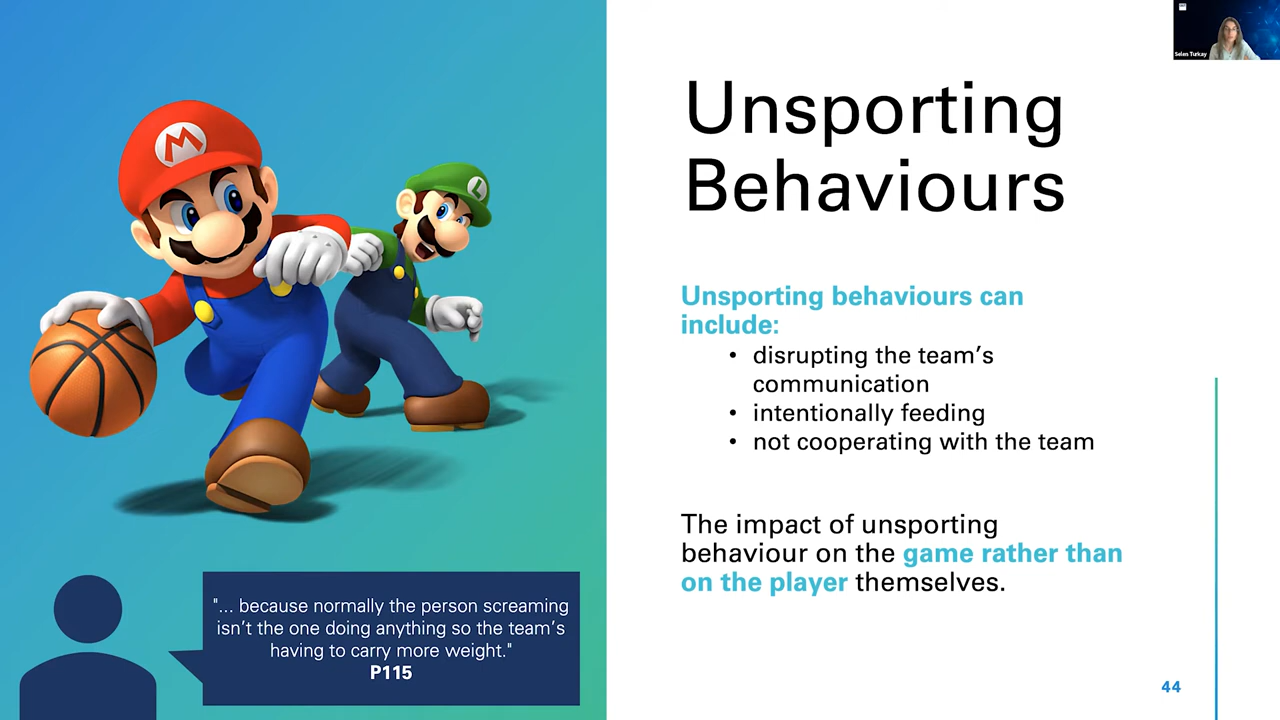 Selen Turkay
Unsporting
Behaviours
Unsporting behaviours can
include:
• disrupting the team’s
communication
• intentionally feeding
• not cooperating with the team
The impact of unsporting
behaviour on the game rather than
on the player themselves.
M
L
"... because normally the person screaming
isn’t the one doing anything so the team’s
having to carry more weight."
P115
44